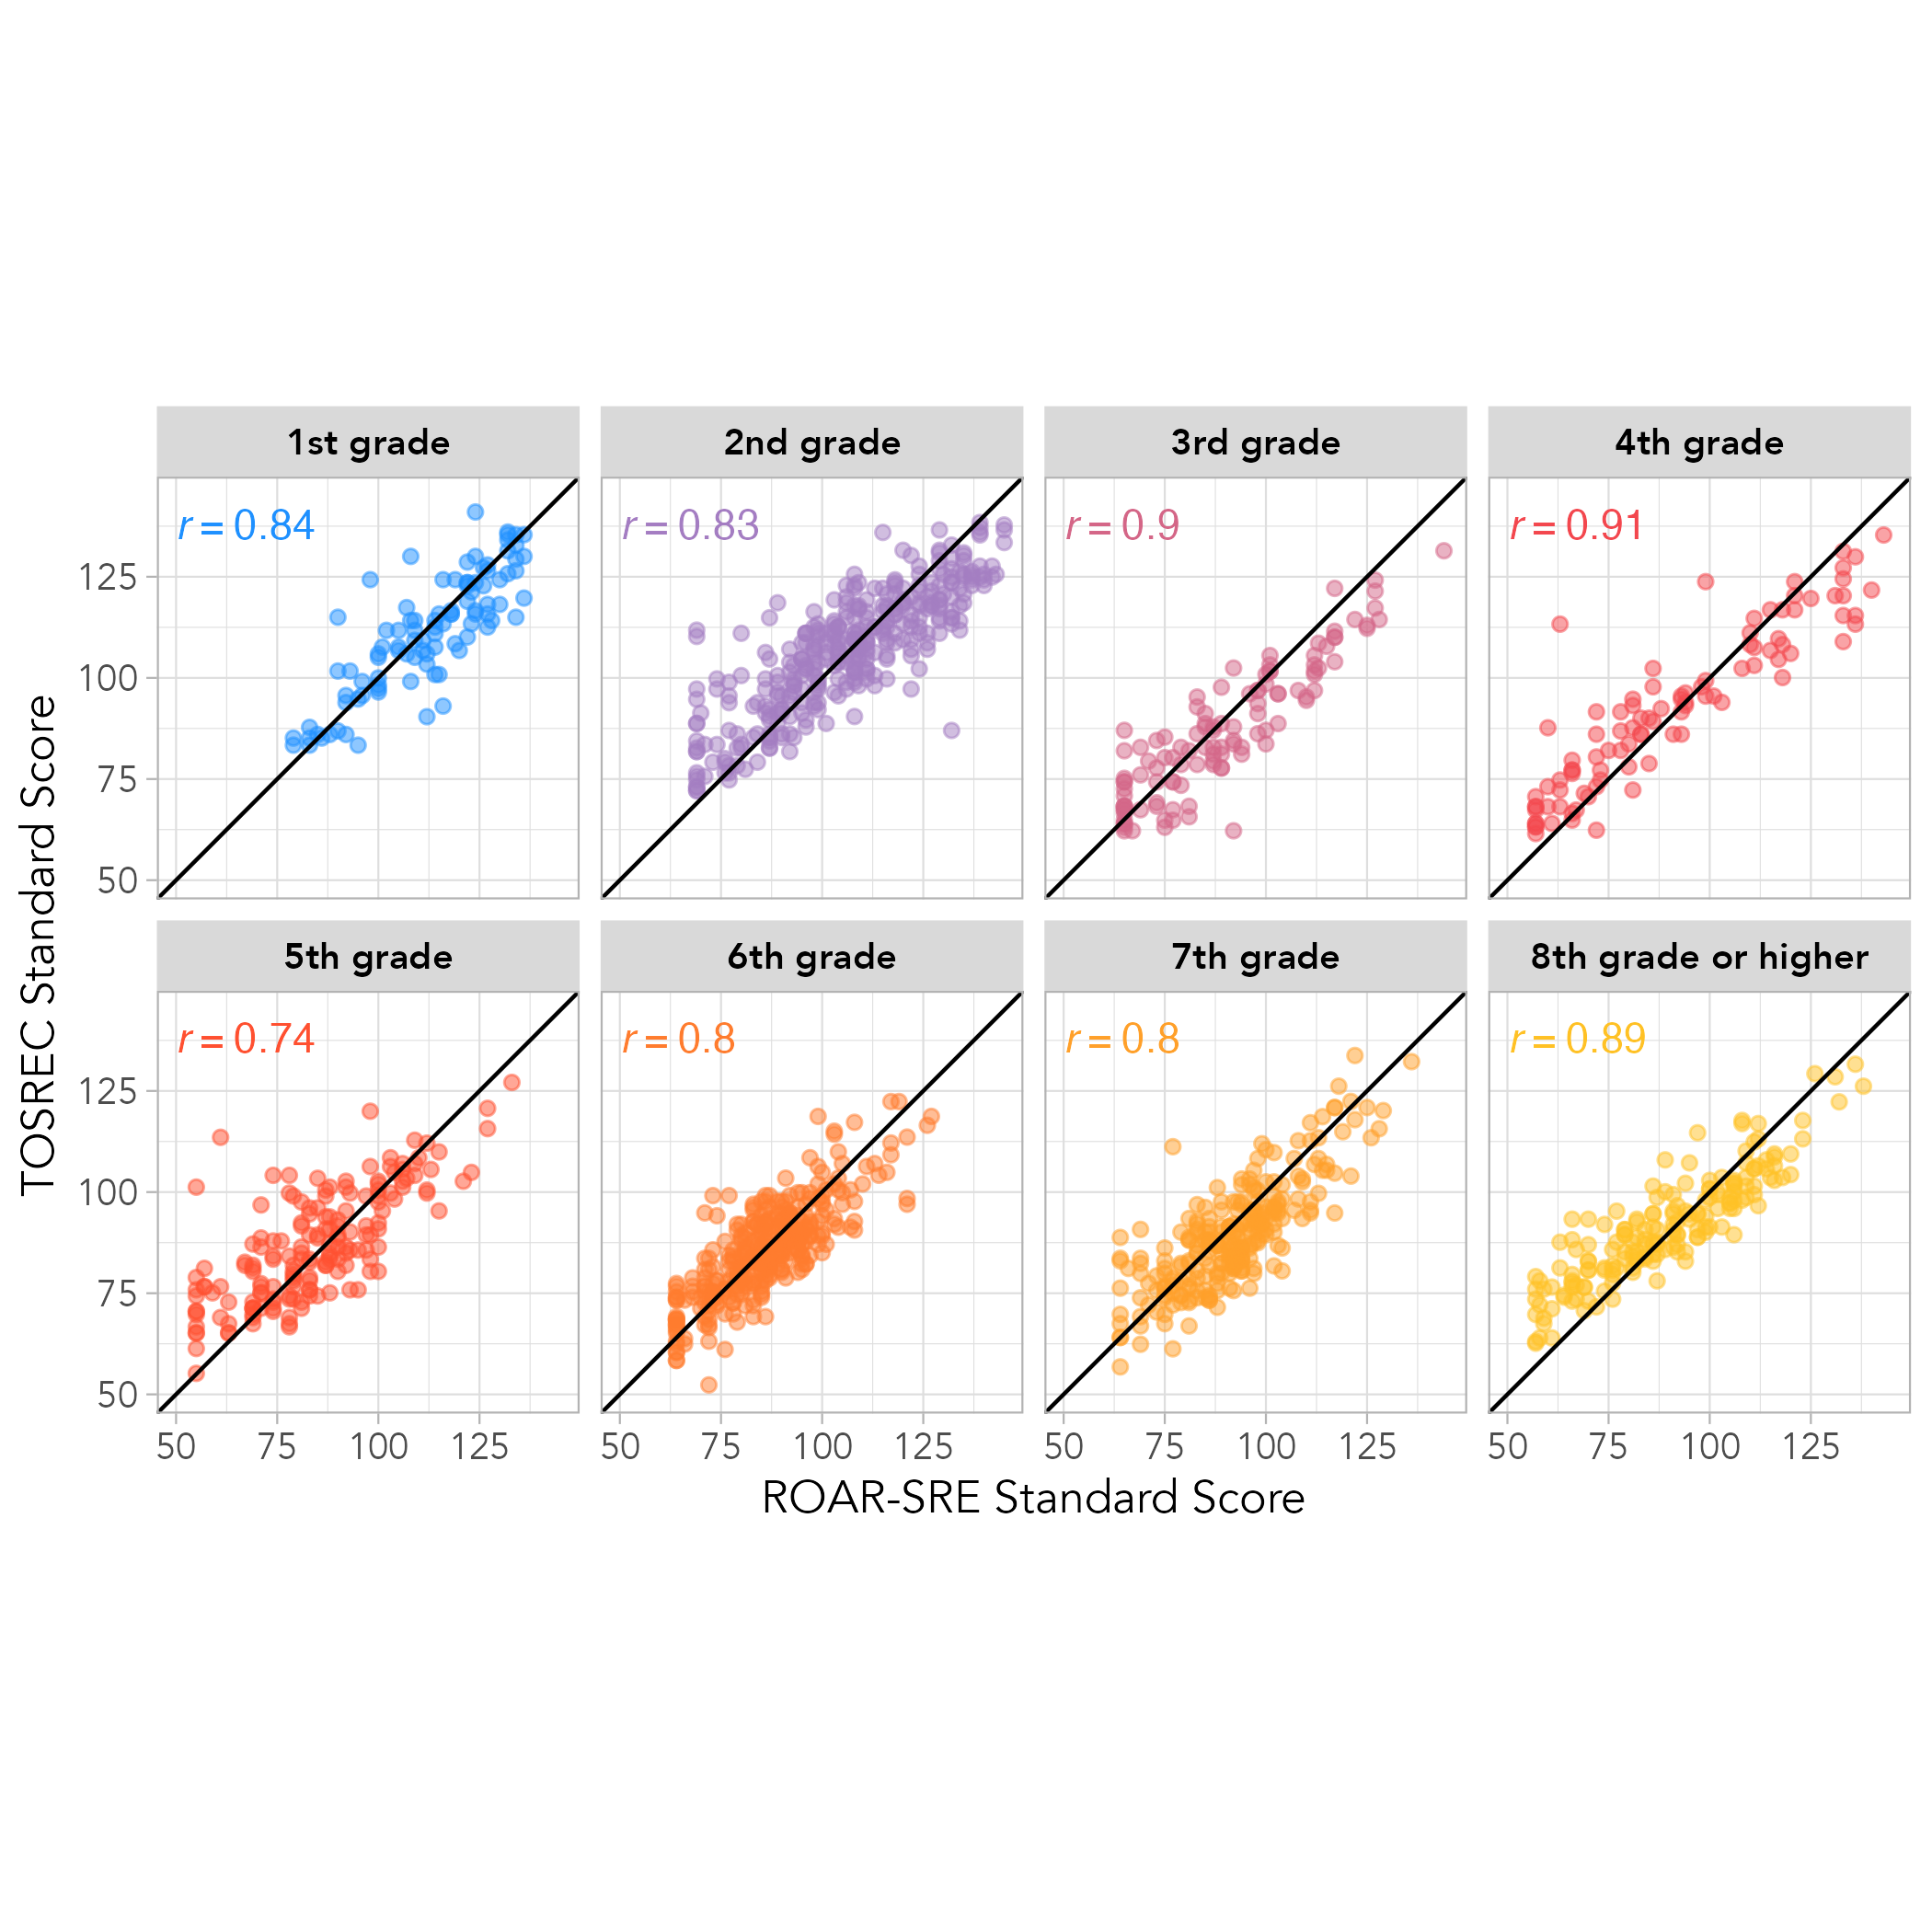 1st grade
2nd grade
3rd grade
4th grade
r = 0.84
r = 0.83
r = 0.9
r = 0.91
125
100
75
50
5th grade
6th grade
7th grade
8th grade or higher
r = 0.74
r = 0.8
r = 0.8
r = 0.89
125
100
75
50
50 75 100 125
50 75 100 125
50 75 100 125
50 75 100 125
ROAR-SRE Standard Score
TOSREC Standard Score